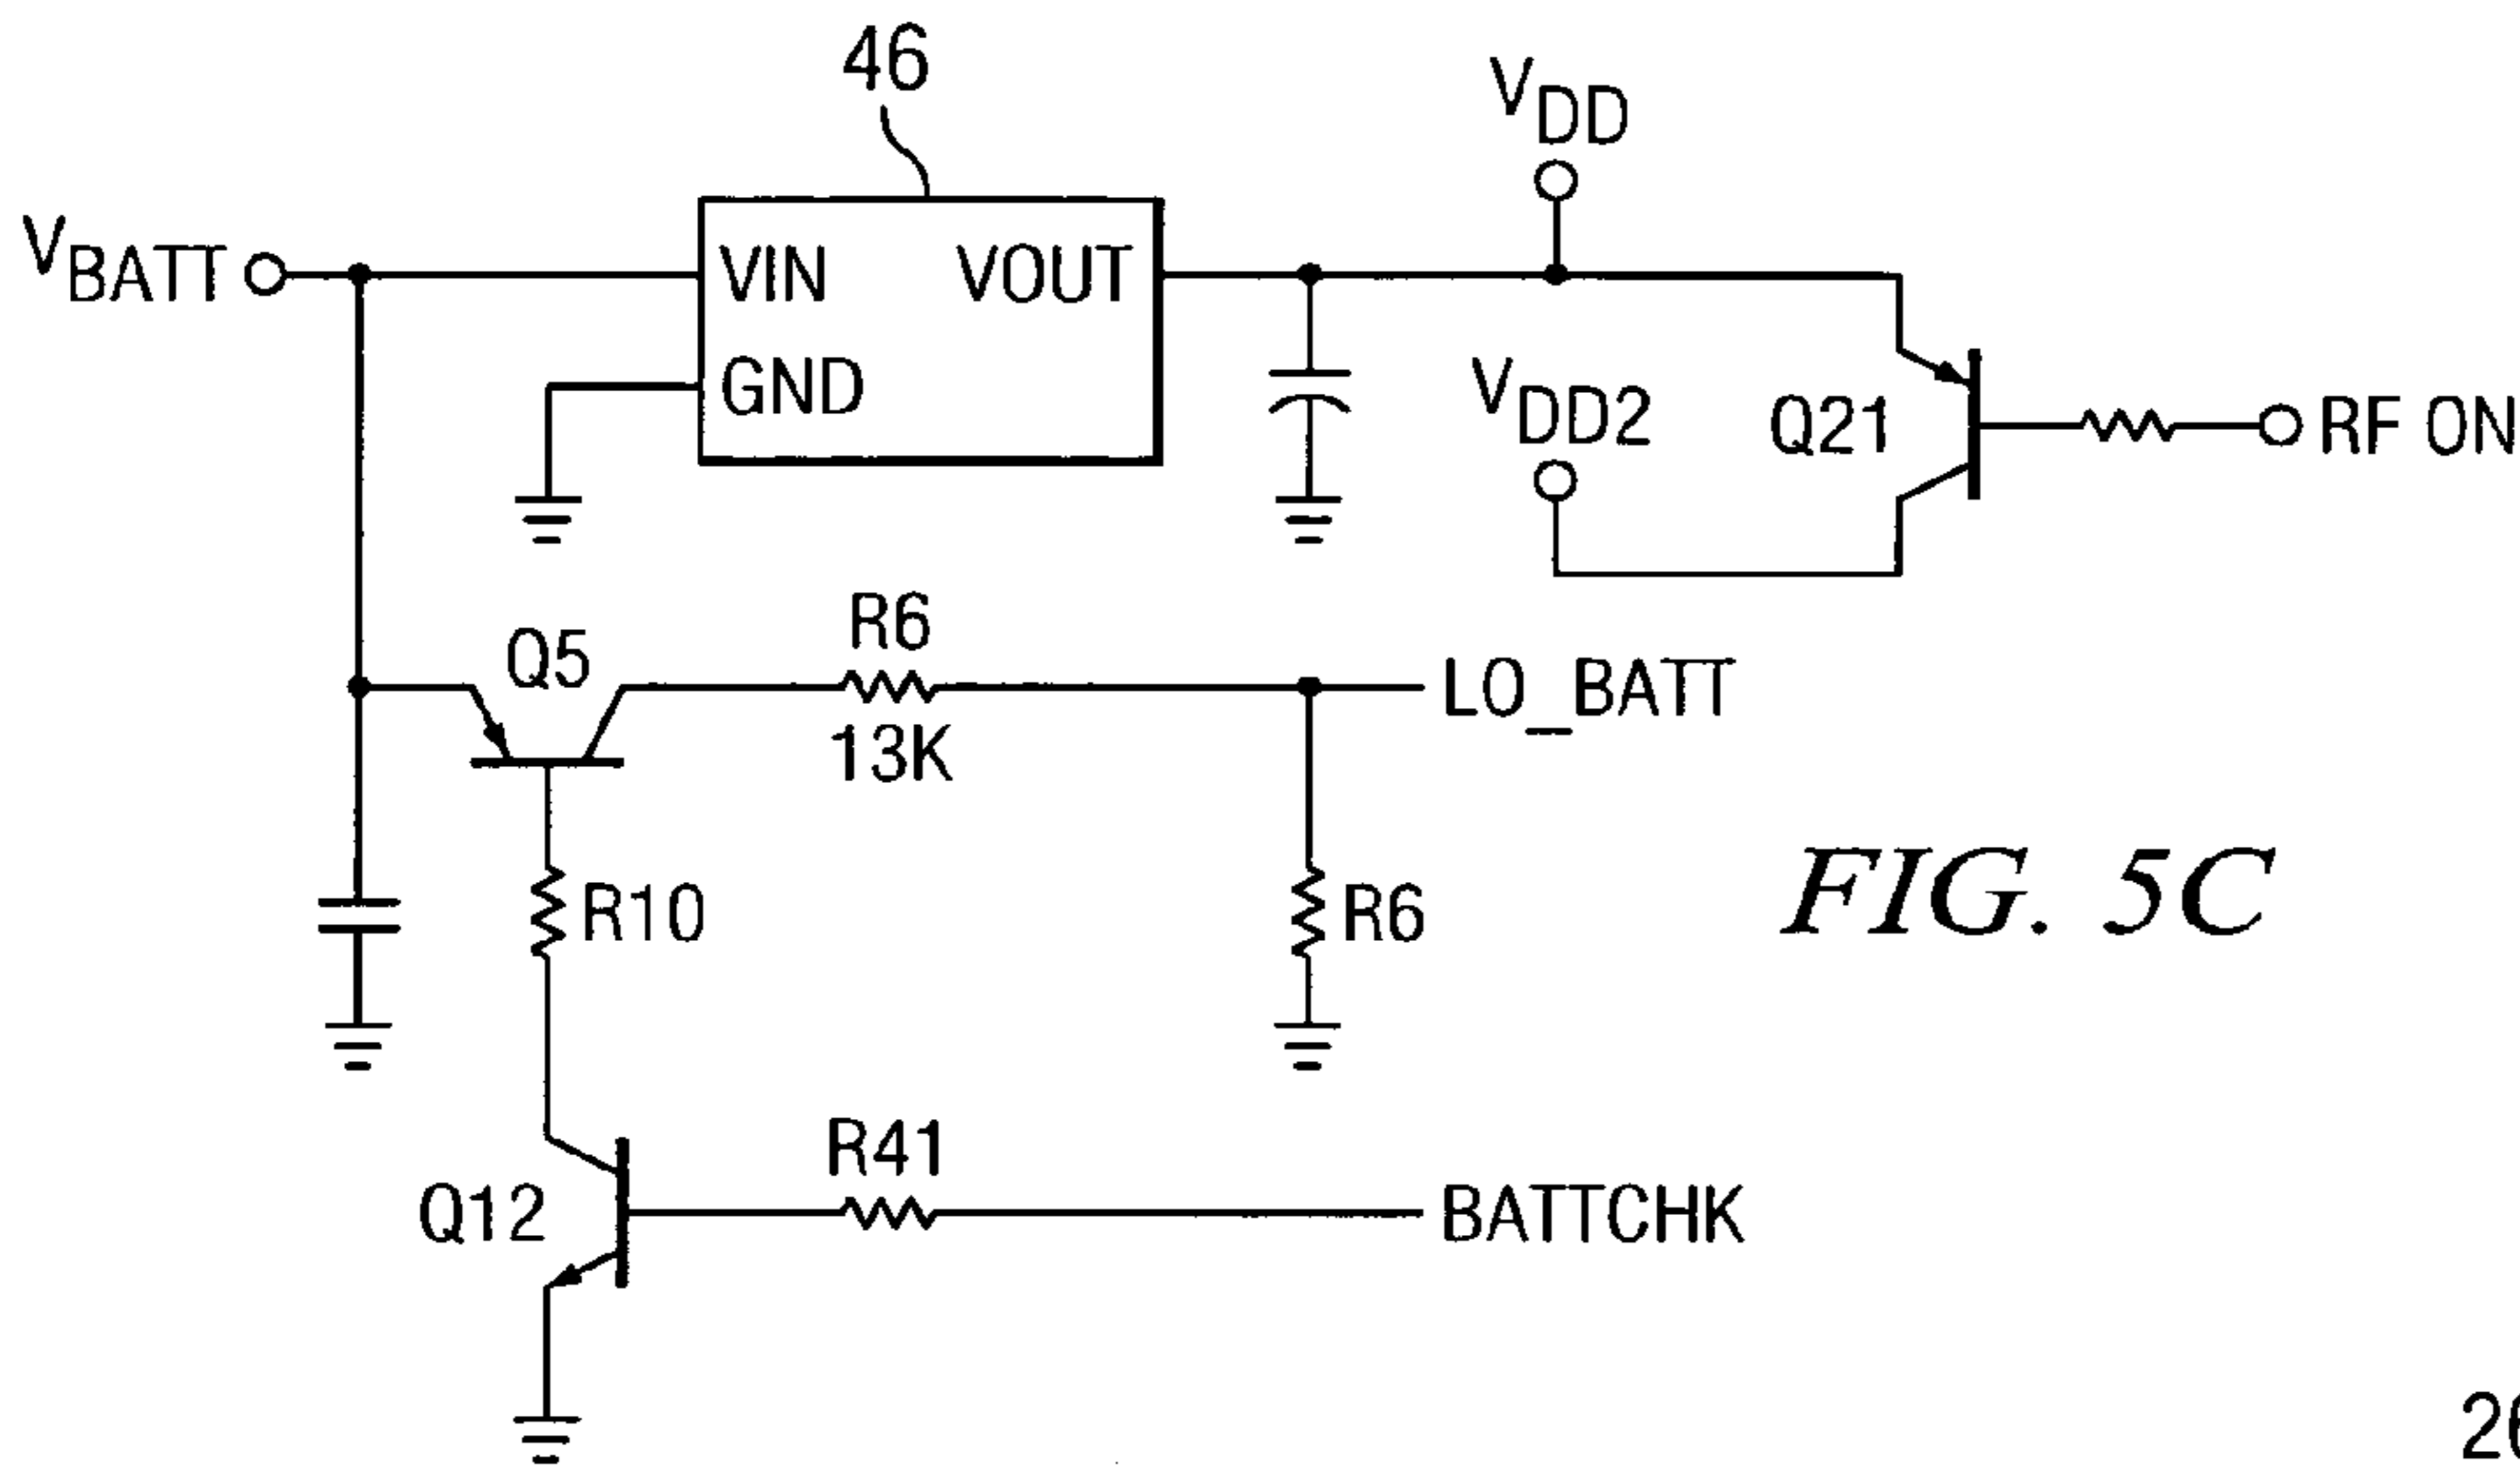 46
VDD
VBATT
VIN
VOUT
GND
VDD2
Q21
RF ON
Q5
R6
13K
LO_BATT
R10
R6
FIG. 5C
Q12
R41
BATTCHK